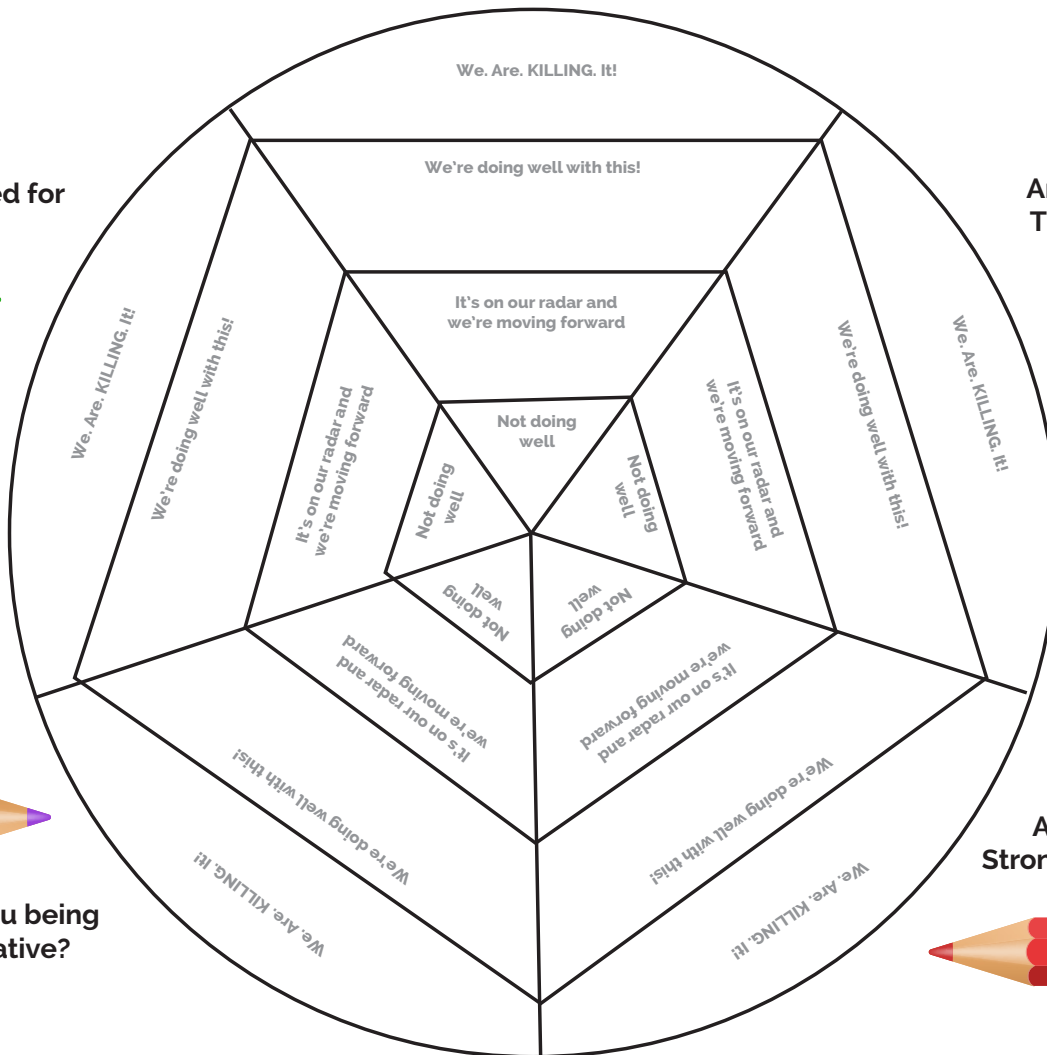 We. Are. KILLING. It!
We're doing well with this!
It's on our radar and
we're moving forward
Not doing
well
ed for
We. Are. KILLING. It!
We're doing well with this!
It's on our radar and
we're moving forward
Not doing
well
Not doing
well
It's on our radar and
we're moving forward
We're doing well with this!
We. Are. KILLING. It!
Not doing
well
It's on our radar and
we're moving forward
We're doing well with this!
We. Are. KILLING. It!
Not doing
well
It's on our radar and
we're moving forward
We're doing well with this!
We. Are. KILLING. It!
u being
ative?
A
Stron